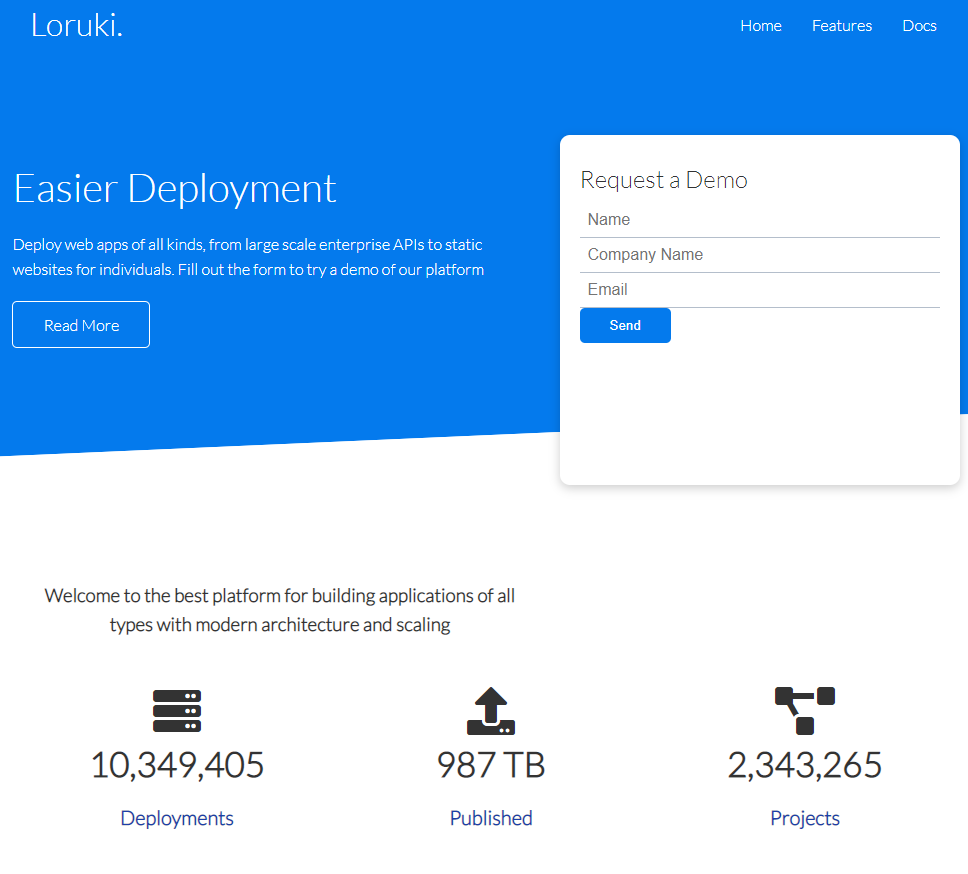 Loruki.
Home Features Docs
Easier Deployment
Deploy web apps of all kinds, from large scale enterprise APIs to static
websites for individuals. Fill out the form to try a demo of our platform
Read More
Request a Demo
Name
Company Name
Email
Send
Welcome to the best platform for building applications of all
types with modern architecture and scaling
10,349,405
Deployments
987 TB
Published
2,343,265
Projects